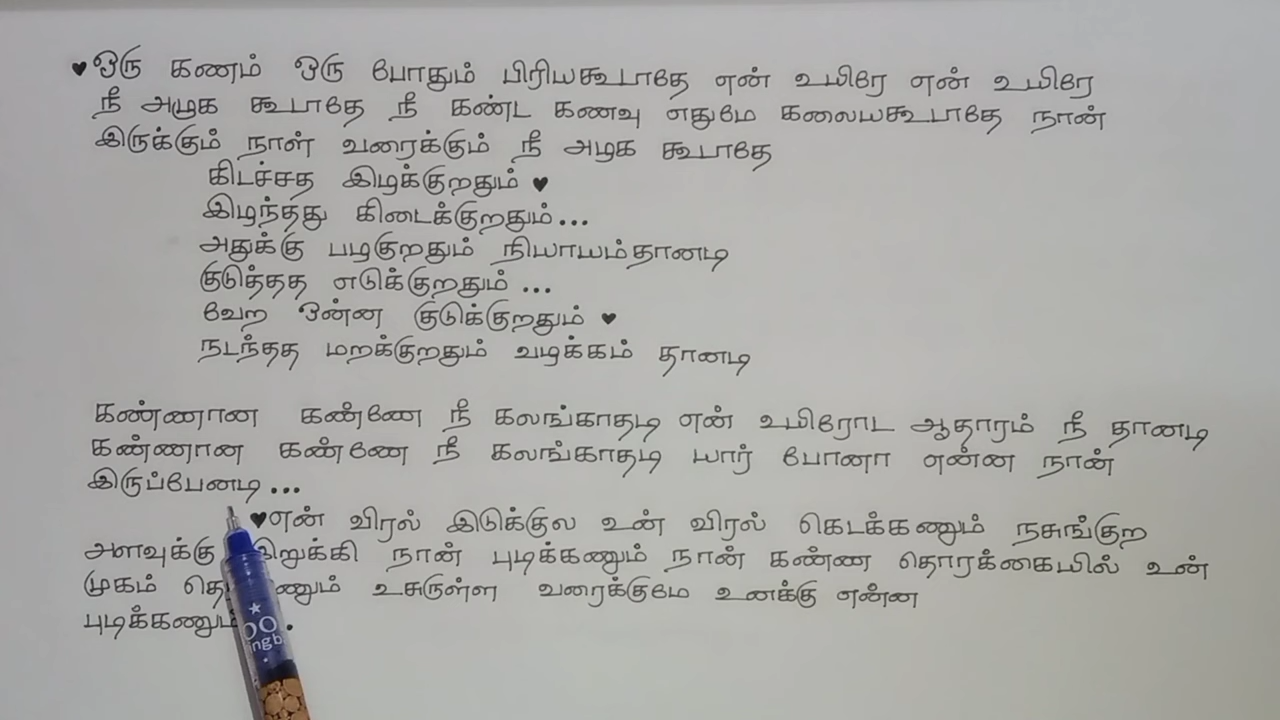 ♥ ஒரு கணம் ஒரு போதும் பிரியகூடாதே என் உயிரே என் உயிரே
நீ அழுக கூடாதே நீ கண்ட கணவு எதுமே கலையகூடாதே நான்
இருக்கும் நாள் வரைக்கும் நீ அழக கூடாதே
கிடச்சத இழக்குறதும் ♥
இழந்தது கிடைக்குறதும்...
அதுக்கு பழகுறதும் நியாயம்தானடி
குடுத்தத எடுக்குறதும் ...
வேற ஒன்ன குடுக்குறதும் ♥
நடந்தத மறக்குறதும் வழக்கம் தானடி
கண்ணான கண்ணே நீ கலங்காதடி என் உயிரோட ஆதாரம் நீ தானடி
கண்ணான கண்ணே நீ கலங்காதடி யார் போனா என்ன நான்
இருப்பேனடி...
♥என் விரல் இடுக்குல உன் விரல் கெடக்கணும் நசுங்குற
அளவுக்கு இறுக்கி நான் புடிக்கணும் நான் கண்ண தொரக்கையில் உன்
முகம் உசுருள்ள வரைக்குமே உனக்கு என்ன
புடிக்கணும்